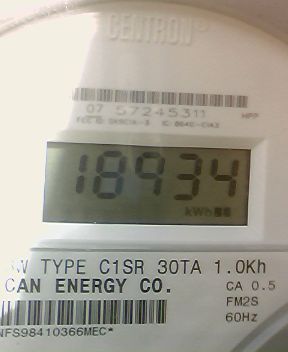 CENTRON®
07 57245311 MPP
18934
kWh
TYPE C1SR 30TA 1.0Kh
CAN ENERGY CO. CA 0.5
FM2S
NFS98410366MEC* 60Hz